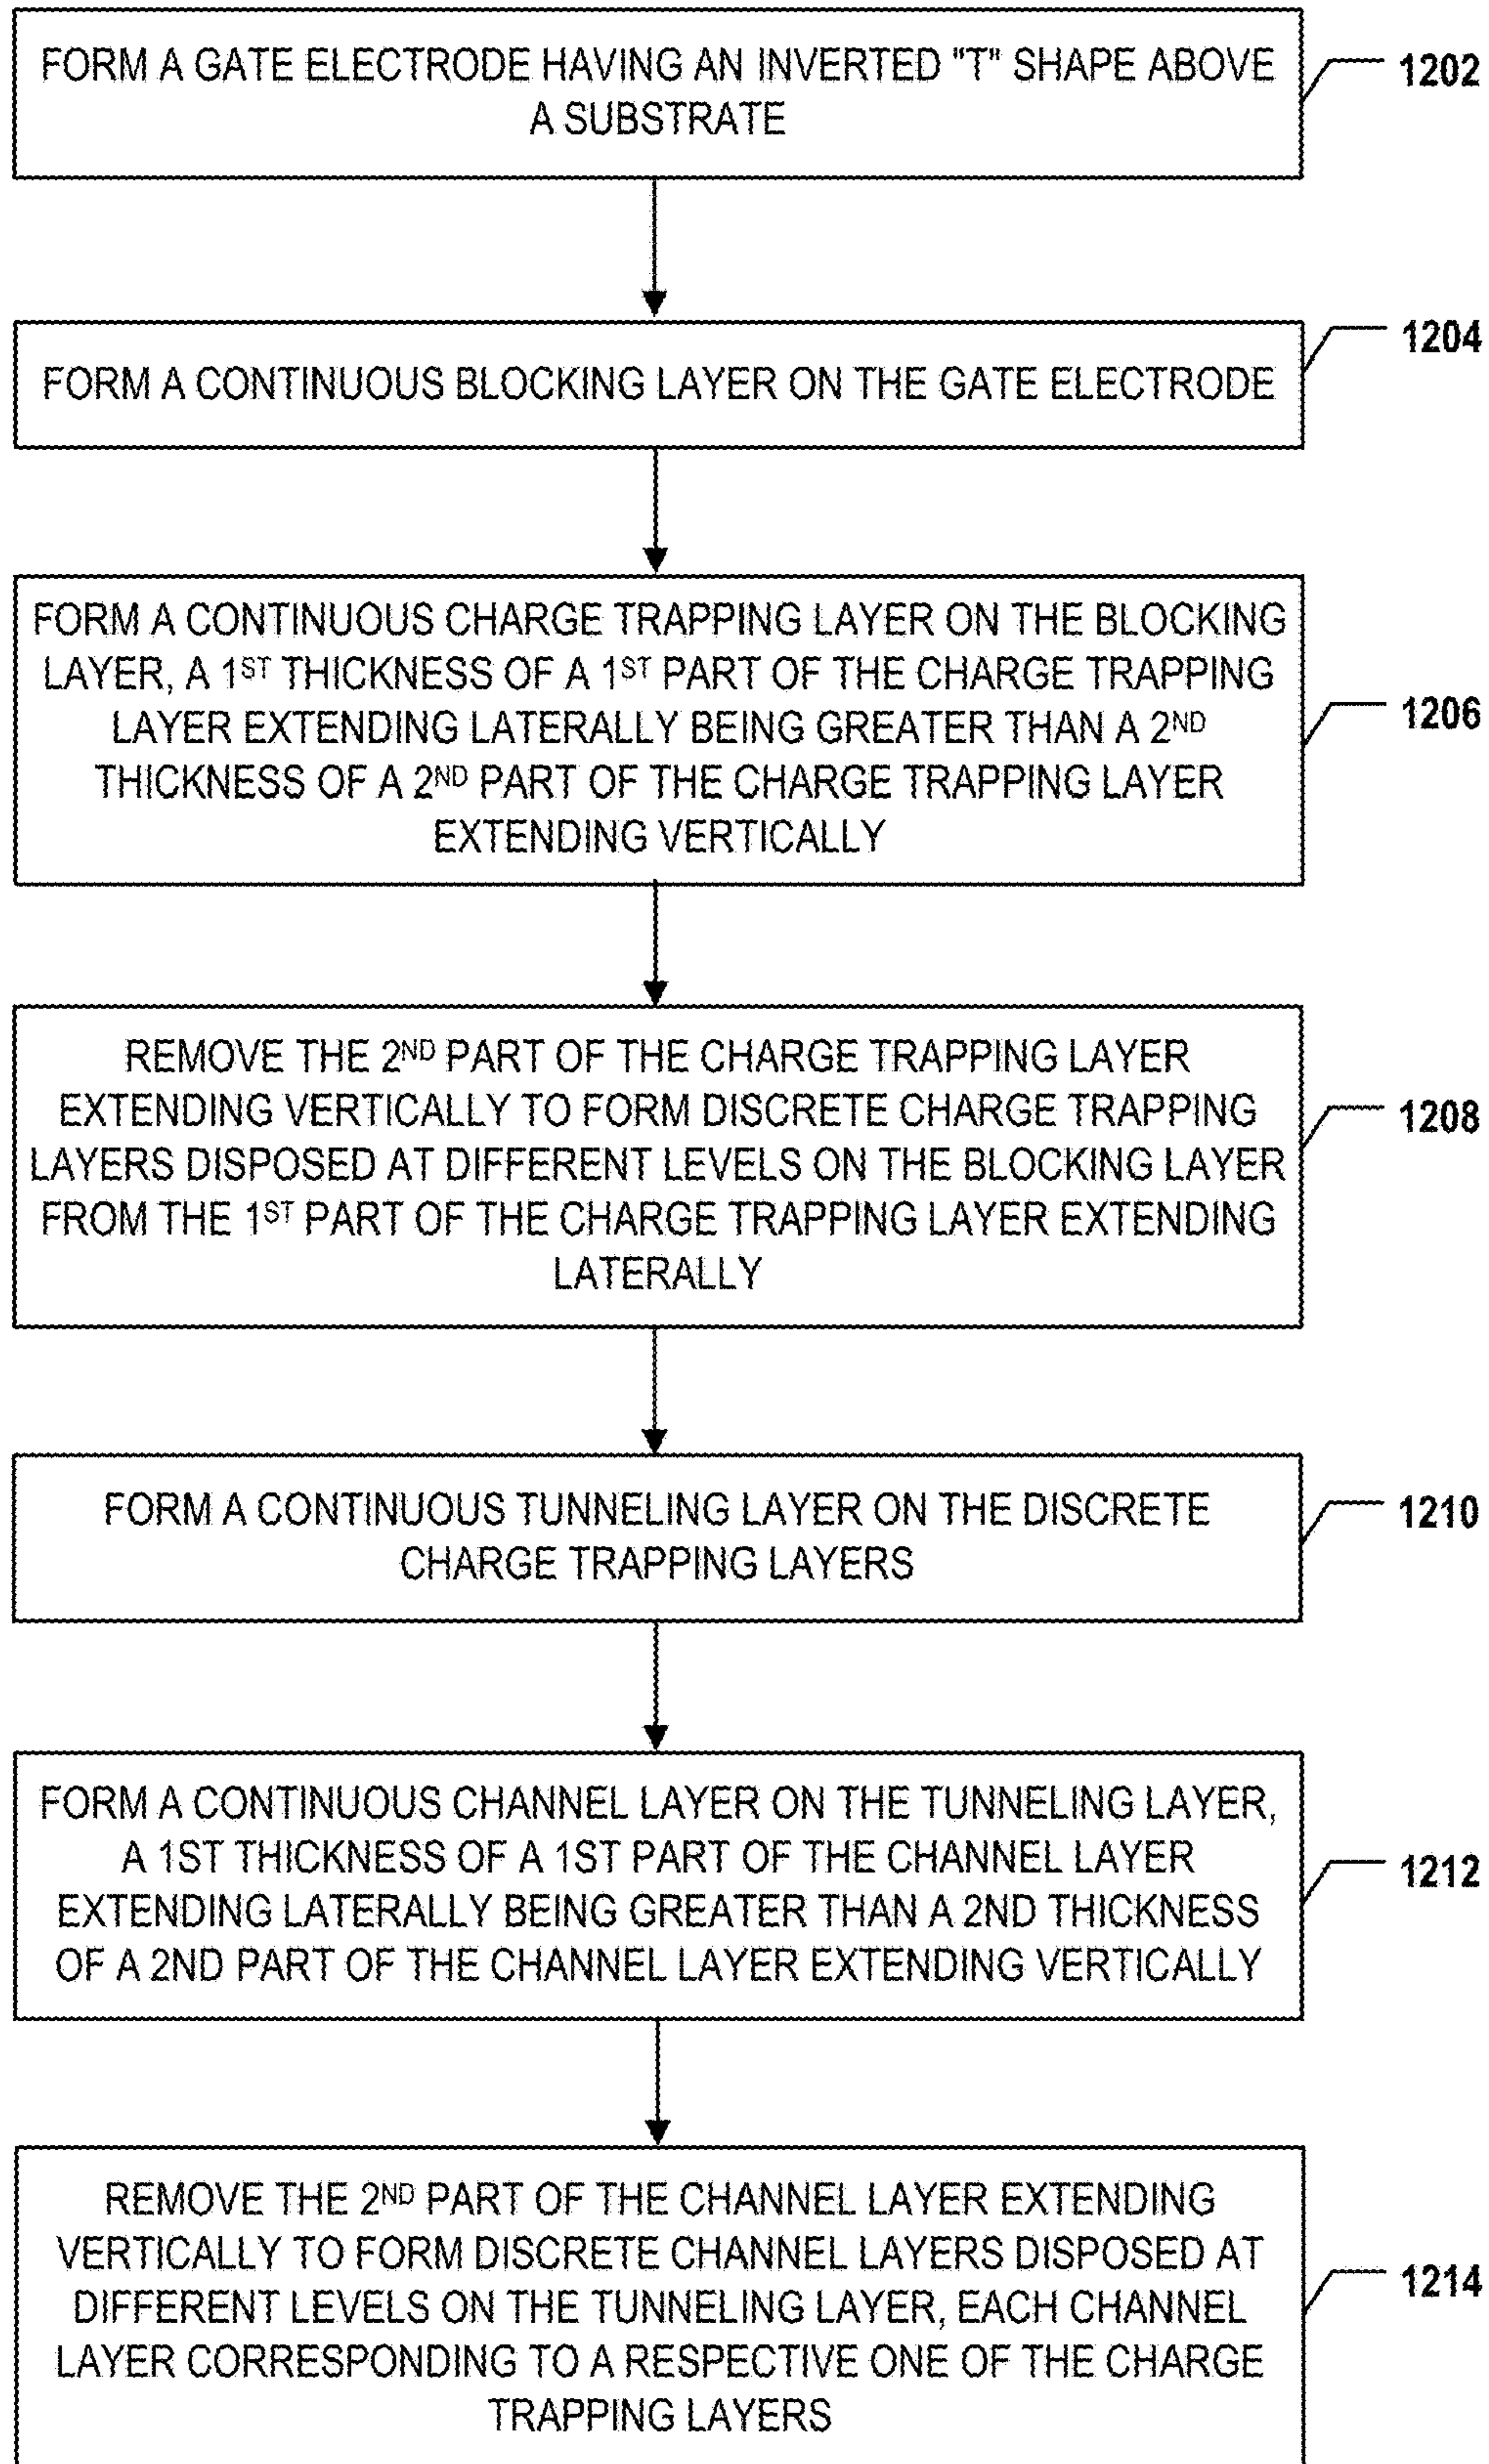 FORM A GATE ELECTRODE HAVING AN INVERTED "T" SHAPE ABOVE
A SUBSTRATE
1202
FORM A CONTINUOUS BLOCKING LAYER ON THE GATE ELECTRODE
1204
FORM A CONTINUOUS CHARGE TRAPPING LAYER ON THE BLOCKING
LAYER, A 1ST THICKNESS OF A 1ST PART OF THE CHARGE TRAPPING
LAYER EXTENDING LATERALLY BEING GREATER THAN A 2ND
THICKNESS OF A 2ND PART OF THE CHARGE TRAPPING LAYER
EXTENDING VERTICALLY
1206
REMOVE THE 2ND PART OF THE CHARGE TRAPPING LAYER
EXTENDING VERTICALLY TO FORM DISCRETE CHARGE TRAPPING
LAYERS DISPOSED AT DIFFERENT LEVELS ON THE BLOCKING LAYER
FROM THE 1ST PART OF THE CHARGE TRAPPING LAYER EXTENDING
LATERALLY
1208
FORM A CONTINUOUS TUNNELING LAYER ON THE DISCRETE
CHARGE TRAPPING LAYERS
1210
FORM A CONTINUOUS CHANNEL LAYER ON THE TUNNELING LAYER,
A 1ST THICKNESS OF A 1ST PART OF THE CHANNEL LAYER
EXTENDING LATERALLY BEING GREATER THAN A 2ND THICKNESS
OF A 2ND PART OF THE CHANNEL LAYER EXTENDING VERTICALLY
1212
REMOVE THE 2ND PART OF THE CHANNEL LAYER EXTENDING
VERTICALLY TO FORM DISCRETE CHANNEL LAYERS DISPOSED AT
DIFFERENT LEVELS ON THE TUNNELING LAYER, EACH CHANNEL
LAYER CORRESPONDING TO A RESPECTIVE ONE OF THE CHARGE
TRAPPING LAYERS
1214